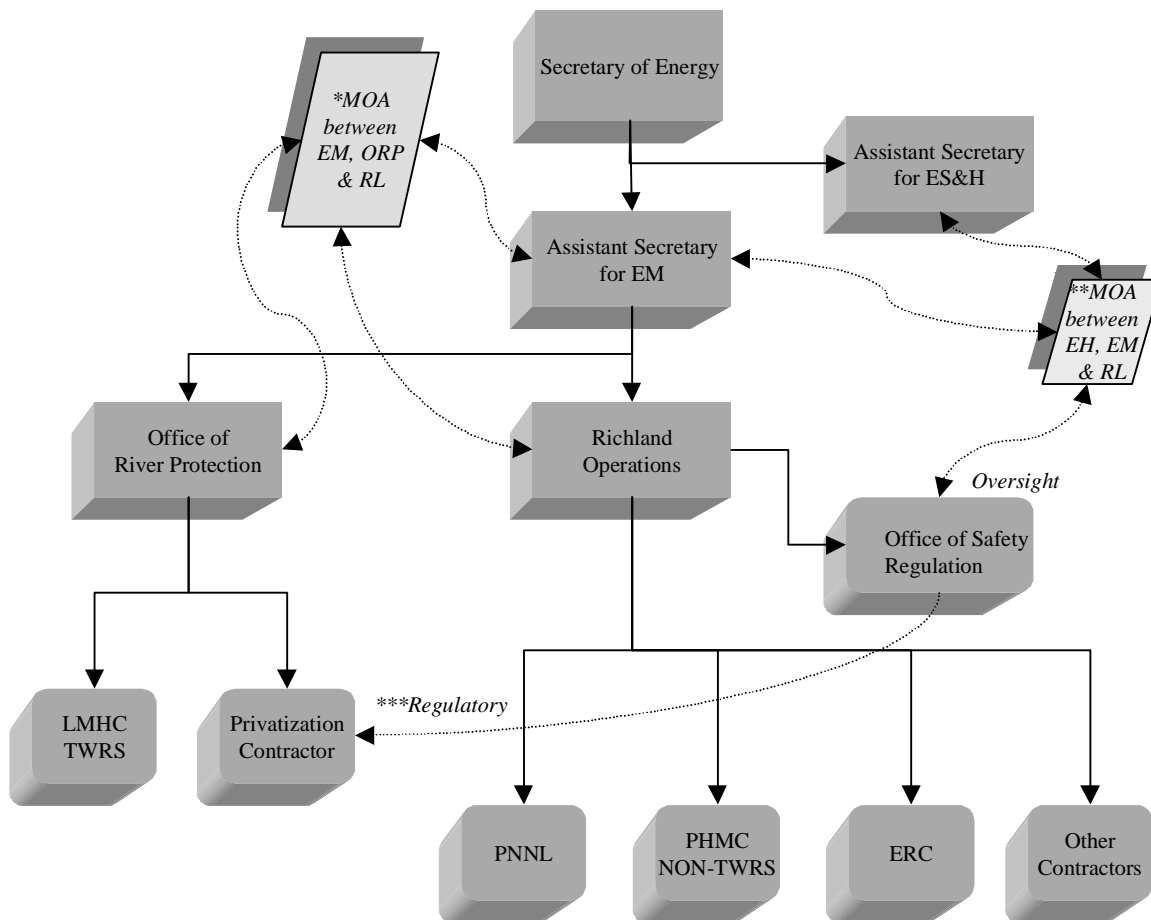 Secretary of Energy
*MOA
between
EM, ORP
& RL
Assistant Secretary
for ES&H
Assistant Secretary
for EM
**MOA
between
EH, EM
& RL
Office of
River Protection
Richland
Operations
Oversight
Office of Safety
Regulation
***Regulatory
LMHC
TWRS
Privatization
Contractor
PNNL
PHMC
NON-TWRS
ERC
Other
Contractors